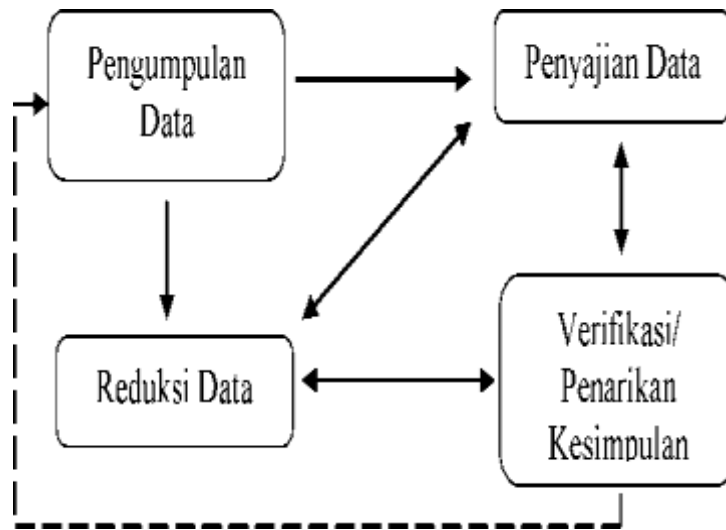 Pengumpulan
Data
Penyajian Data
Reduksi Data
Verifikasi/
Penarikan
Kesimpulan